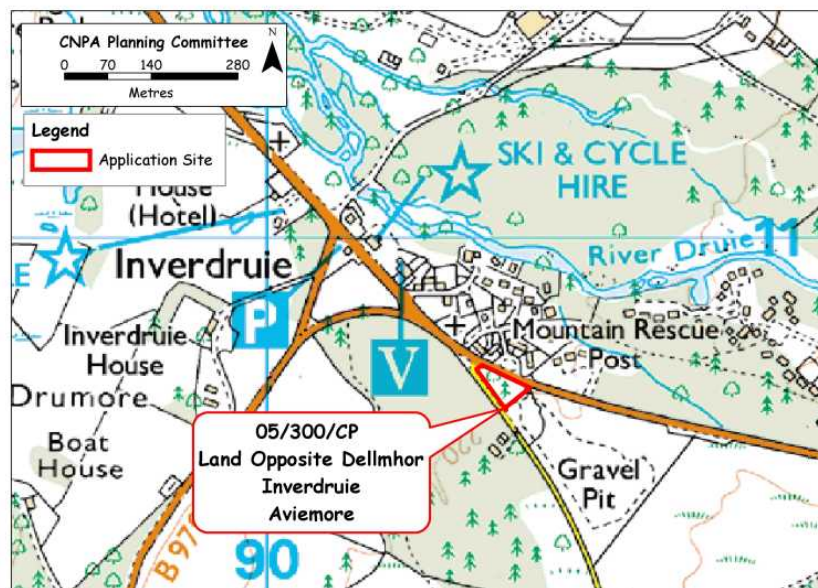 CNPA Planning Committee
N
0 70 140 280
Metres
Legend
Application Site
House
(Hotel)
SKI & CYCLE
HIRE
River Druie
11
E
Inverdruie
P
Inverdruie
House
V
Mountain Rescue
Post
Drumore
Boat
House
05/300/CP
Land Opposite Dellmhor
Inverdruie
Aviemore
220
Gravel
Pit
B 97
90